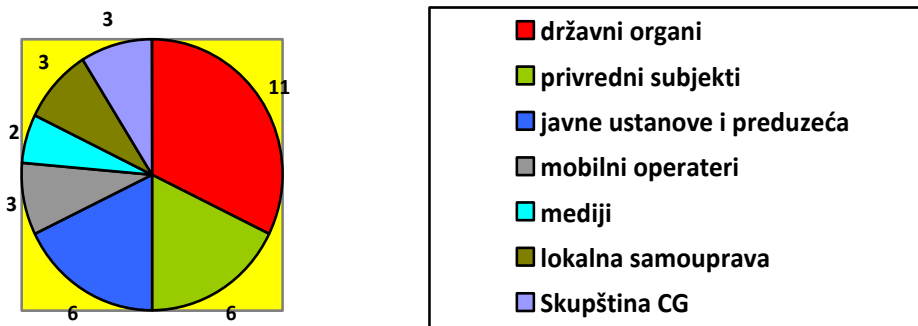 3
3
11
2
3
6
6
državni organi
privredni subjekti
javne ustanove i preduzeća
mobilni operateri
mediji
lokalna samouprava
Skupština CG